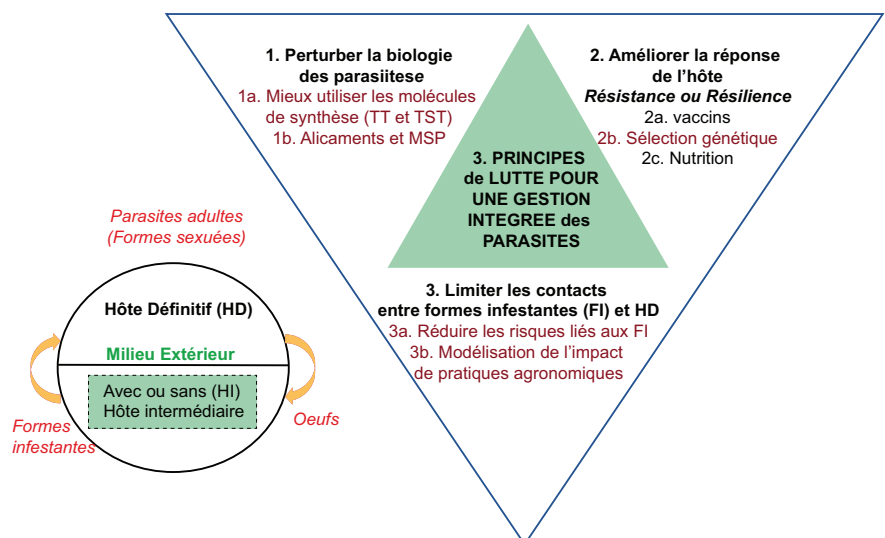 1. Perturber la biologie
des parasiitese
1a. Mieux utiliser les molécules
de synthèse (TT et TST)
1b. Alicaments et MSP
2. Améliorer la réponse
de l'hôte
Résistance ou Résilience
2a. vaccins
2b. Sélection génétique
2c. Nutrition
3. PRINCIPES
de LUTTE POUR
UNE GESTION
INTEGREE des
PARASITES
3. Limiter les contacts
entre formes infestantes (FI) et HD
3a. Réduire les risques liés aux FI
3b. Modélisation de l'impact
de pratiques agronomiques
Parasites adultes
(Formes sexuées)
Hôte Définitif (HD)
Milieu Extérieur
Avec ou sans (HI)
Hôte intermédiaire
Formes
infestantes
Oeufs